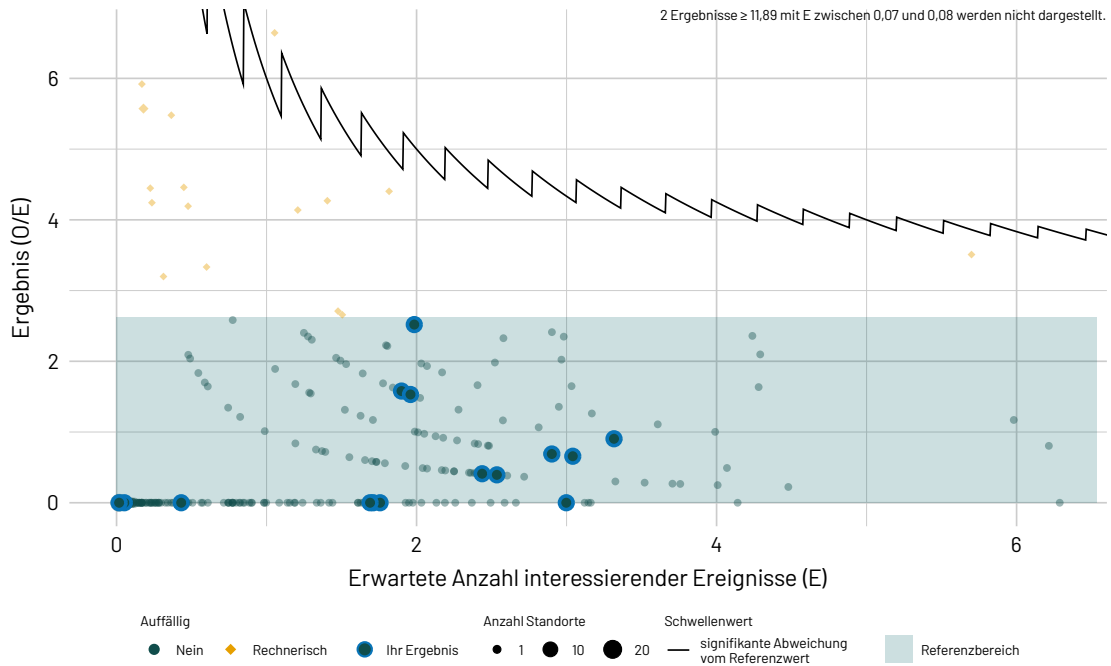 2 Ergebnisse ≥ 11,89 mit E zwischen 0,07 und 0,08 werden nicht dargestellt.
Ergebnis (O/E)
6
4
2
0
0 2 4 6
Erwartete Anzahl interessierender Ereignisse (E)
Auffällig
Nein
Rechnerisch
Ihr Ergebnis
Anzahl Standorte
1
10
20
Schwellenwert
signifikante Abweichung
vom Referenzwert
Referenzbereich